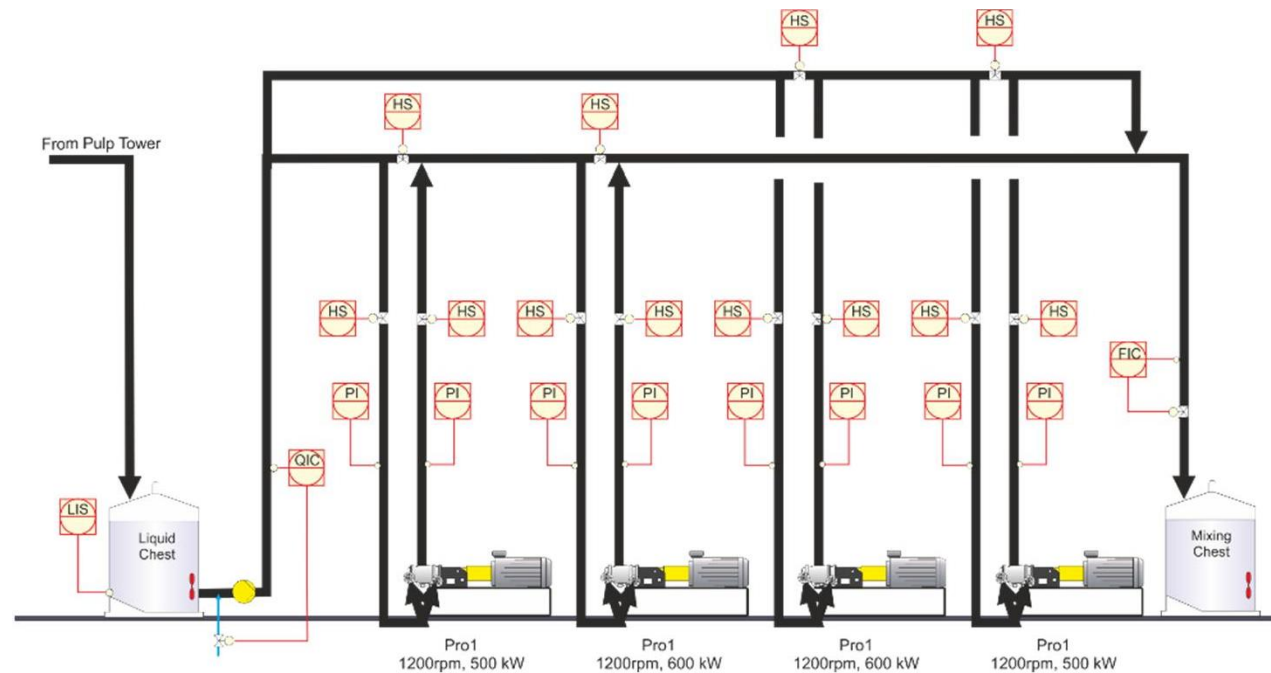 HS
HS
HS
HS
From Pulp Tower
HS
HS
HS
HS
HS
HS
HS
HS
FIC
PI
PI
PI
PI
PI
PI
PI
PI
QIC
LIS
Liquid
Chest
Mixing
Chest
Pro1
1200rpm, 500 kW
Pro1
1200rpm, 600 kW
Pro1
1200rpm, 600 kW
Pro1
1200rpm, 500 kW